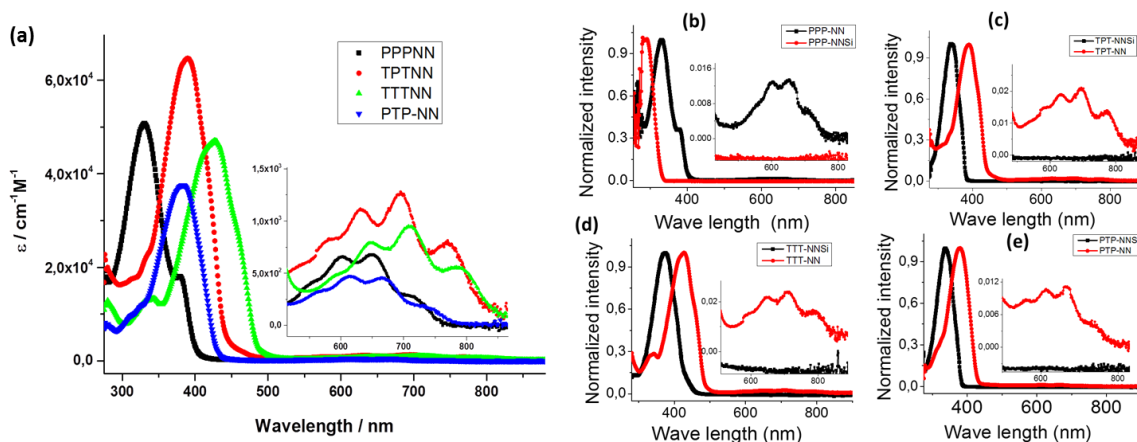 (a)
ε / cm⁻¹M⁻¹
6,0x10⁴
4,0x10⁴
2,0x10⁴
0,0
300 400 500 600 700 800
Wavelength / nm
PPPNN
TPTNN
TTTNN
PTP-NN
1,5x10³
1,0x10³
5,0x10²
0,0
600 700 800
(b)
Normalized intensity
0.9
0.6
0.3
0.0
400 600 800
Wave length (nm)
PPP-NN
PPP-NNSi
0.016
0.008
0.000
600 800
(c)
Normalized intensity
0.9
0.6
0.3
0.0
400 600 800
Wave length (nm)
TPT-NNSi
TPT-NN
0,02
0,01
0,00
600 800
(d)
Normalized intensity
0.9
0.6
0.3
0.0
400 600 800
Wave length (nm)
TTT-NNSi
TTT-NN
0,02
0,00
600 800
(e)
Normalized intensity
0.9
0.6
0.3
0.0
400 600 800
Wave length (nm)
PTP-NNSi
PTP-NN
0,012
0,006
0,000
600 800